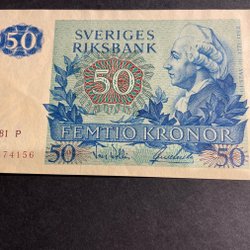 50
SVERIGES
RIKSBANK
50
81 P
74156
FEMTIO KRONOR
50
50